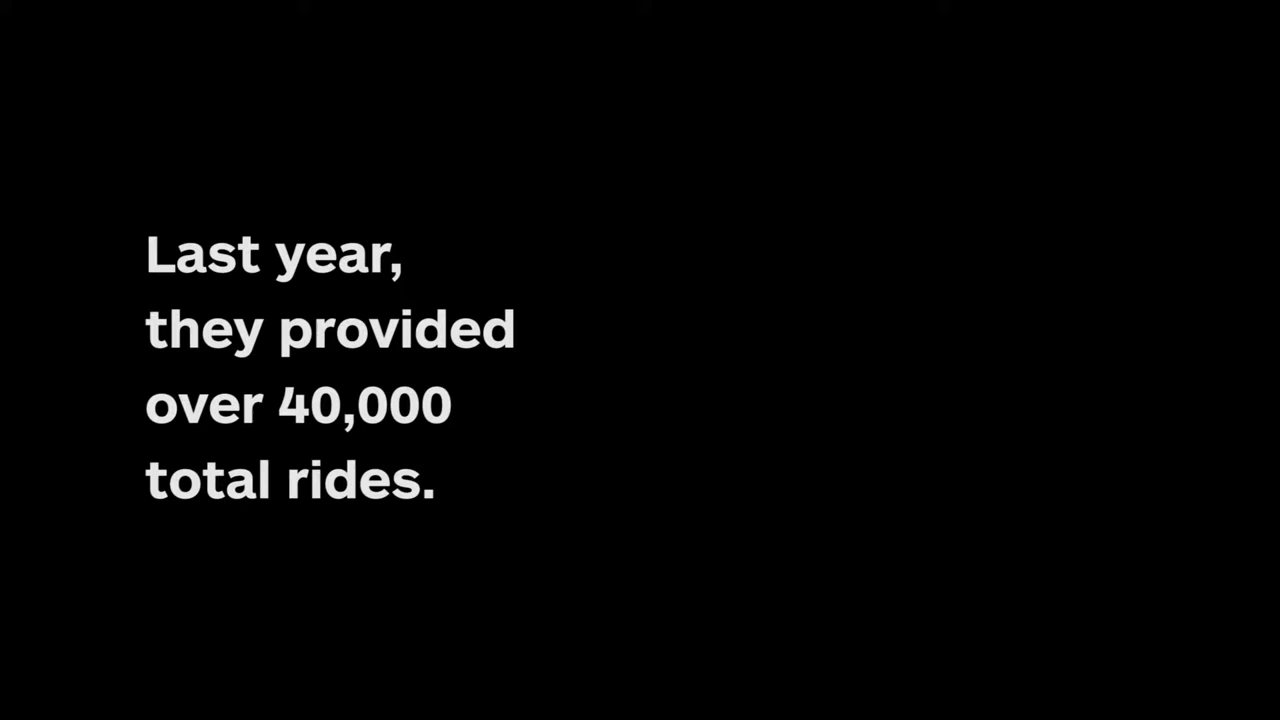 Last year,
they provided
over 40,000
total rides.